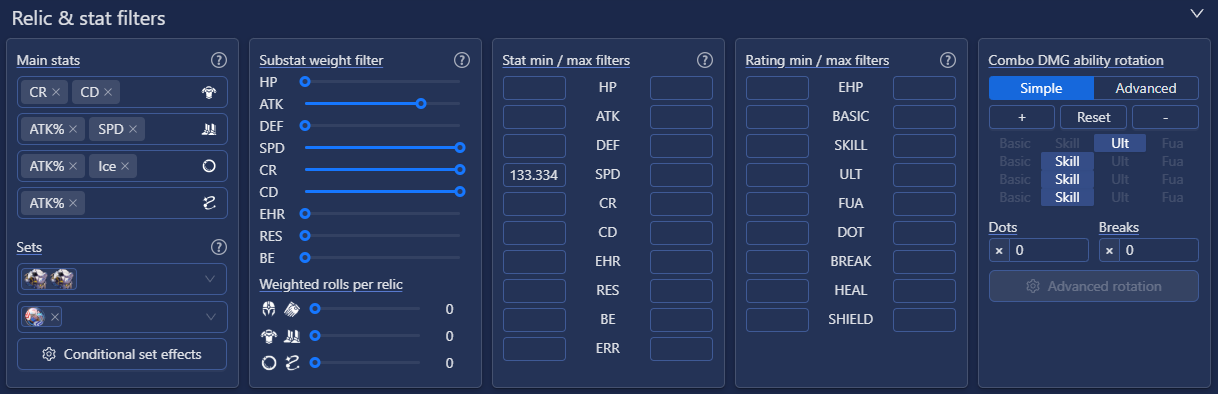 Relic & stat filters
Main stats
CR × CD ×
ATK% × SPD ×
ATK% × Ice ×
ATK% ×
Sets
×
Conditional set effects
Substat weight filter
HP
ATK
DEF
SPD
CR
CD
EHR
RES
BE
Weighted rolls per relic
0
0
0
Stat min / max filters
HP
ATK
DEF
133.334 SPD
CR
CD
EHR
RES
BE
ERR
Rating min / max filters
EHP
BASIC
SKILL
ULT
FUA
DOT
BREAK
HEAL
SHIELD
Combo DMG ability rotation
Simple Advanced
+ Reset -
Basic Skill Ult Fua
Basic Skill Ult Fua
Basic Skill Ult Fua
Basic Skill Ult Fua
Dots Breaks
× 0 × 0
Advanced rotation